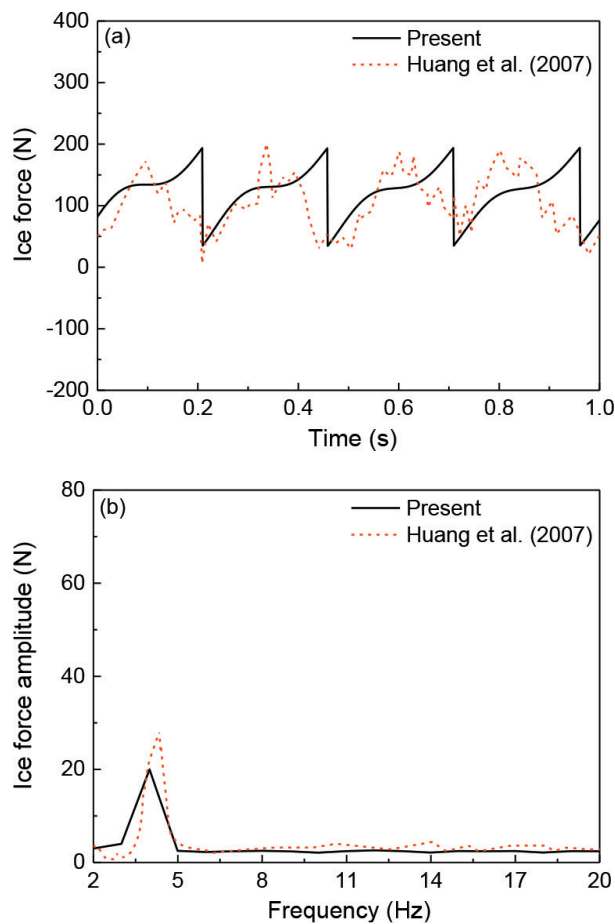 (a)
Present
Huang et al. (2007)
Ice force (N)
400
300
200
100
0
-100
-200
0.0 0.2 0.4 0.6 0.8 1.0
Time (s)
(b)
Present
Huang et al. (2007)
Ice force amplitude (N)
80
60
40
20
0
2 5 8 11 14 17 20
Frequency (Hz)